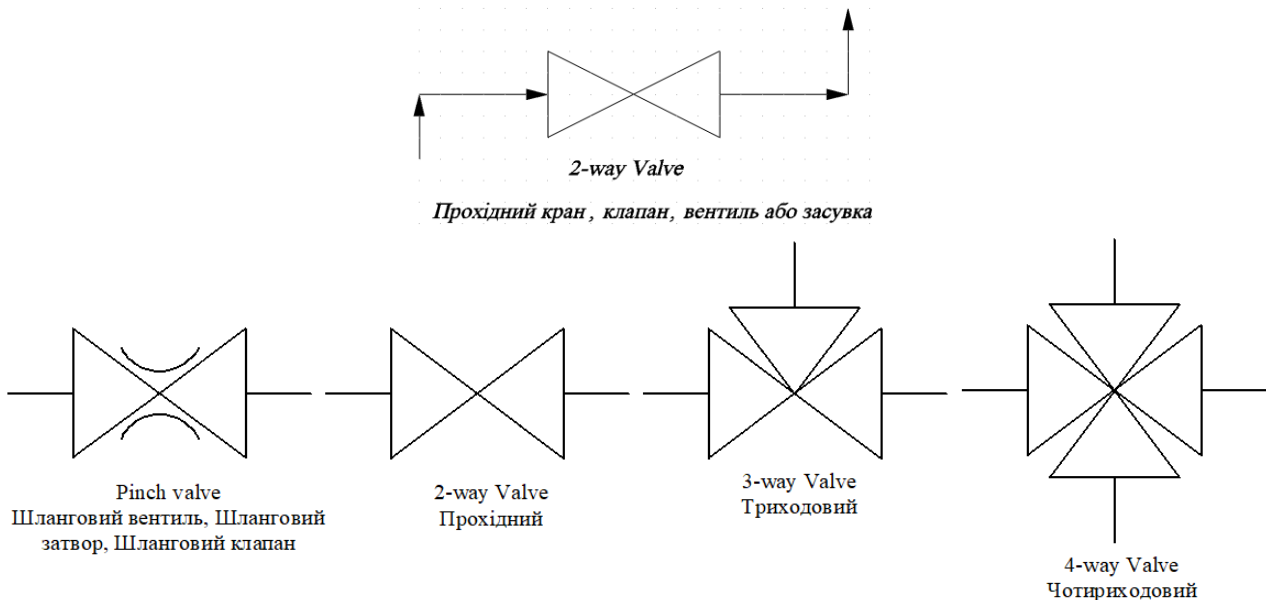 2-way Valve
Прохідний кран , клапан, вентиль або засувка
Pinch valve
Шланговий вентиль, Шланговий
затвор, Шланговий клапан
2-way Valve
Прохідний
3-way Valve
Триходовий
4-way Valve
Чотириходовий